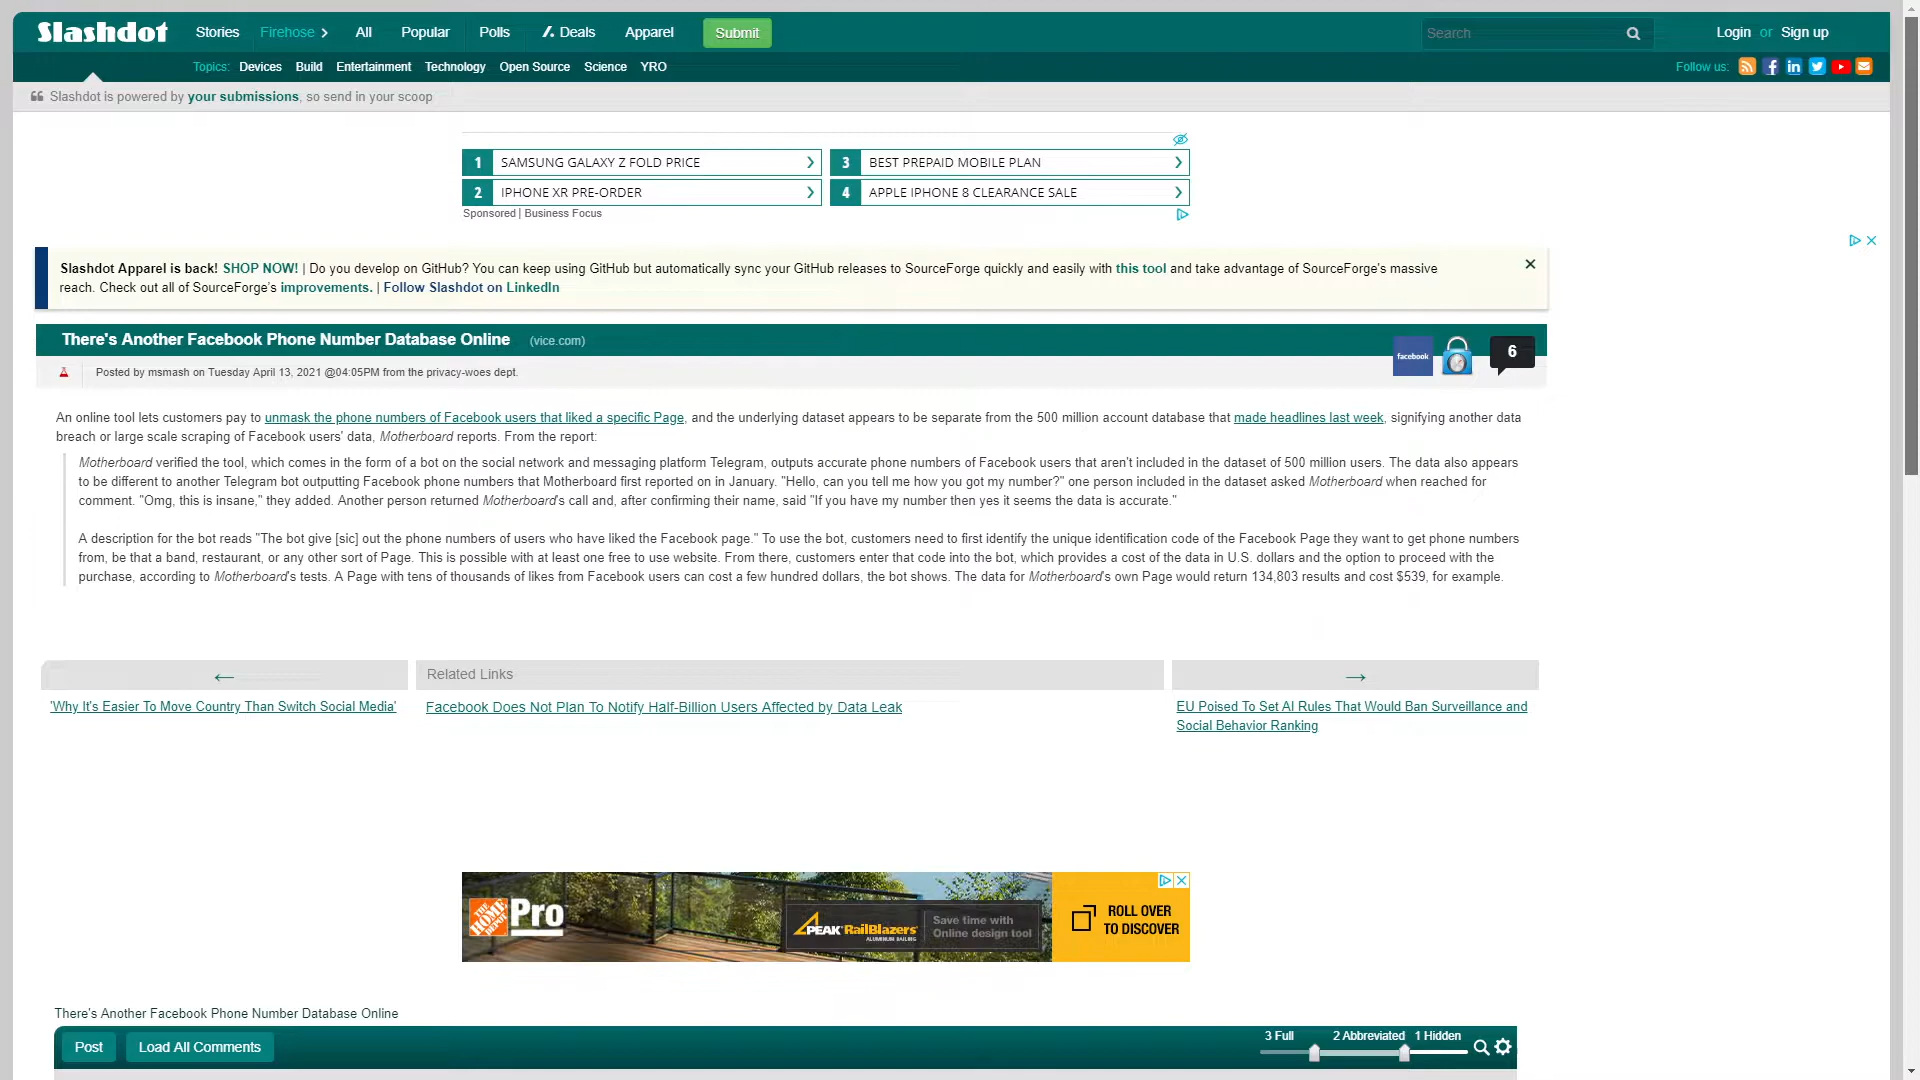 Slashdot Stories Firehose All Popular Polls Deals Apparel Submit Search Login or Sign up
Topics: Devices Build Entertainment Technology Open Source Science YRO Follow us:
Slashdot is powered by your submissions, so send in your scoop
1 SAMSUNG GALAXY Z FOLD PRICE
2 IPHONE XR PRE-ORDER
3 BEST PREPAID MOBILE PLAN
4 APPLE IPHONE 8 CLEARANCE SALE
Sponsored | Business Focus
Slashdot Apparel is back! SHOP NOW! | Do you develop on GitHub? You can keep using GitHub but automatically sync your GitHub releases to SourceForge quickly and easily with this tool and take advantage of SourceForge's massive
reach. Check out all of SourceForge's improvements. | Follow Slashdot on LinkedIn
There's Another Facebook Phone Number Database Online (vice.com)
facebook
6
Posted by msmash on Tuesday April 13, 2021 @04:05PM from the privacy-woes dept.
An online tool lets customers pay to unmask the phone numbers of Facebook users that liked a specific Page, and the underlying dataset appears to be separate from the 500 million account database that made headlines last week, signifying another data
breach or large scale scraping of Facebook users' data, Motherboard reports. From the report:
Motherboard verified the tool, which comes in the form of a bot on the social network and messaging platform Telegram, outputs accurate phone numbers of Facebook users that aren't included in the dataset of 500 million users. The data also appears
to be different to another Telegram bot outputting Facebook phone numbers that Motherboard first reported on in January. "Hello, can you tell me how you got my number?" one person included in the dataset asked Motherboard when reached for
comment. "Omg, this is insane," they added. Another person returned Motherboard's call and, after confirming their name, said "If you have my number then yes it seems the data is accurate."
A description for the bot reads "The bot give [sic] out the phone numbers of users who have liked the Facebook page." To use the bot, customers need to first identify the unique identification code of the Facebook Page they want to get phone numbers
from, be that a band, restaurant, or any other sort of Page. This is possible with at least one free to use website. From there, customers enter that code into the bot, which provides a cost of the data in U.S. dollars and the option to proceed with the
purchase, according to Motherboard's tests. A Page with tens of thousands of likes from Facebook users can cost a few hundred dollars, the bot shows. The data for Motherboard's own Page would return 134,803 results and cost $539, for example.
←
'Why It's Easier To Move Country Than Switch Social Media'
Related Links
Facebook Does Not Plan To Notify Half-Billion Users Affected by Data Leak
→
EU Poised To Set AI Rules That Would Ban Surveillance and
Social Behavior Ranking
THE HOME DEPOT Pro
PEAK RailBlazers
ALUMINUM RAILING
Save time with
Online design tool
ROLL OVER
TO DISCOVER
There's Another Facebook Phone Number Database Online
Post Load All Comments 3 Full 2 Abbreviated 1 Hidden